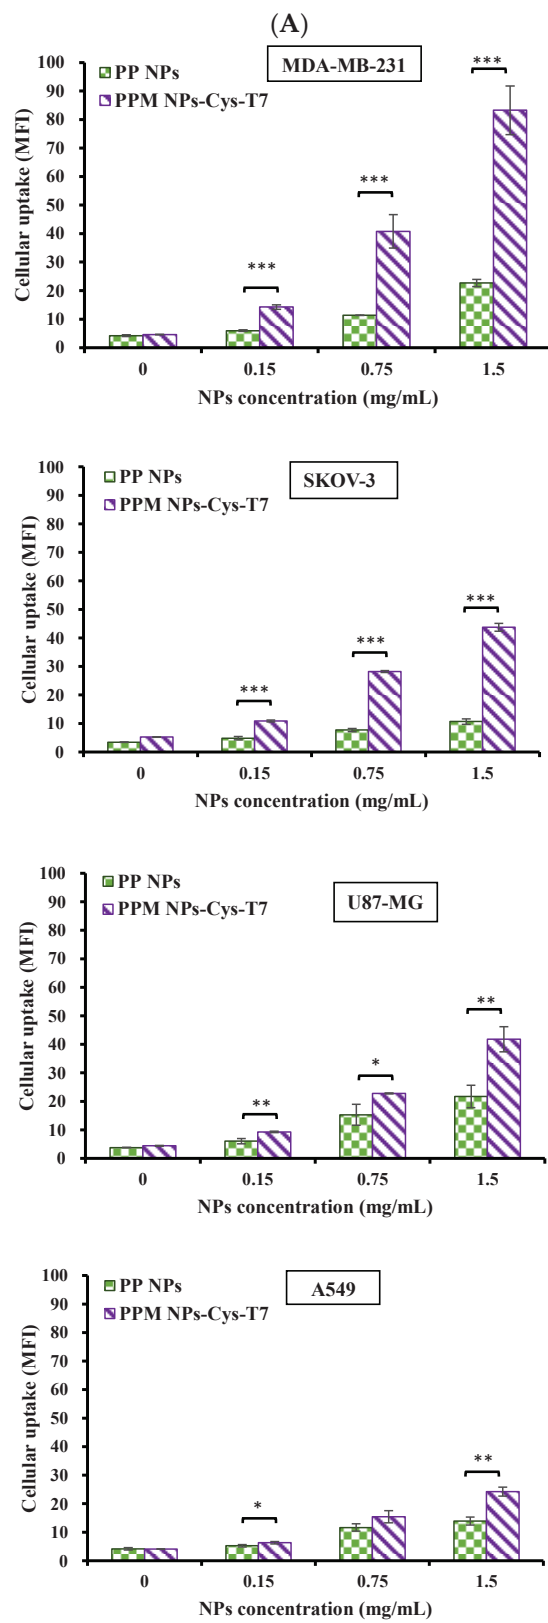 (A)
MDA-MB-231
PP NPs
PPM NPs-Cys-T7
Cellular uptake (MFI)
100
90
80
70
60
50
40
30
20
10
0
***
***
***
0 0.15 0.75 1.5
NPs concentration (mg/mL)
SKOV-3
PP NPs
PPM NPs-Cys-T7
Cellular uptake (MFI)
100
90
80
70
60
50
40
30
20
10
0
***
***
***
0 0.15 0.75 1.5
NPs concentration (mg/mL)
U87-MG
PP NPs
PPM NPs-Cys-T7
Cellular uptake (MFI)
100
90
80
70
60
50
40
30
20
10
0
**
*
**
0 0.15 0.75 1.5
NPs concentration (mg/mL)
A549
PP NPs
PPM NPs-Cys-T7
Cellular uptake (MFI)
100
90
80
70
60
50
40
30
20
10
0
*
**
0 0.15 0.75 1.5
NPs concentration (mg/mL)